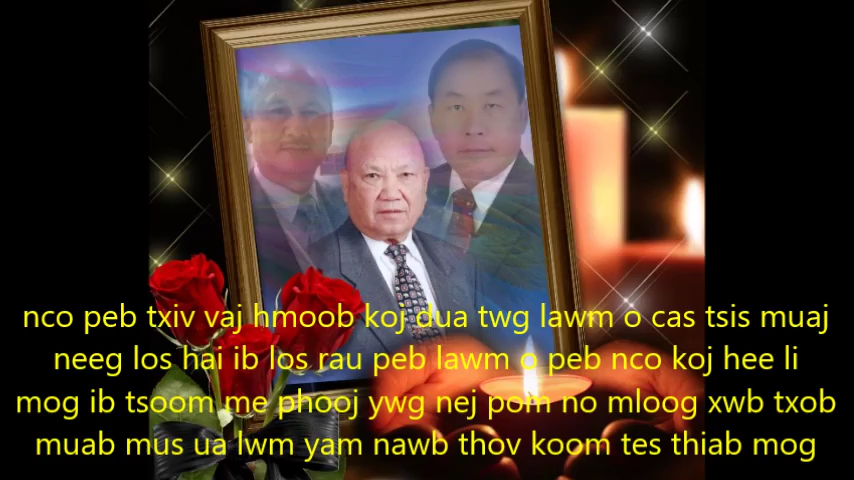 nco peb txiv vaj hmoob koj dua twg lawm o cas tsis muaj
neeg los hai ib los rau peb lawm o peb nco koj hee li
mog ib tsoom me phooj ywg nej pom no mloog xwb txob
muab mus ua lwm yam nawb thov koom tes thiab mog